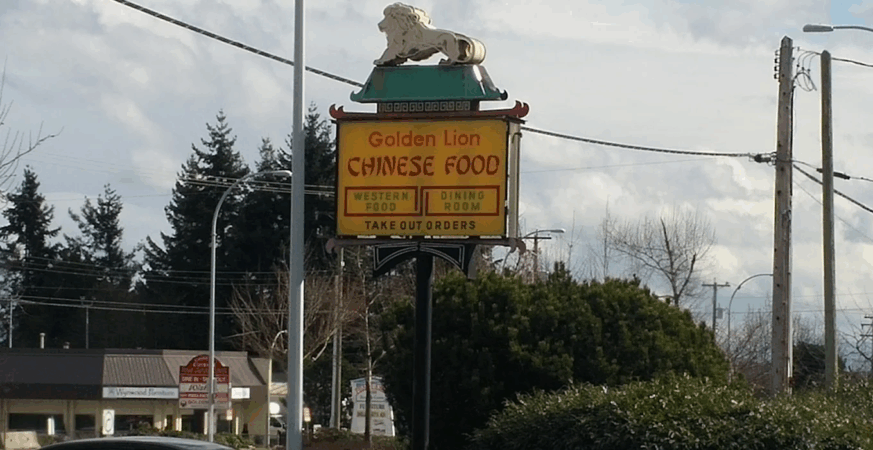 Golden Lion
CHINESE FOOD
WESTERN FOOD
DINING ROOM
TAKE OUT ORDERS